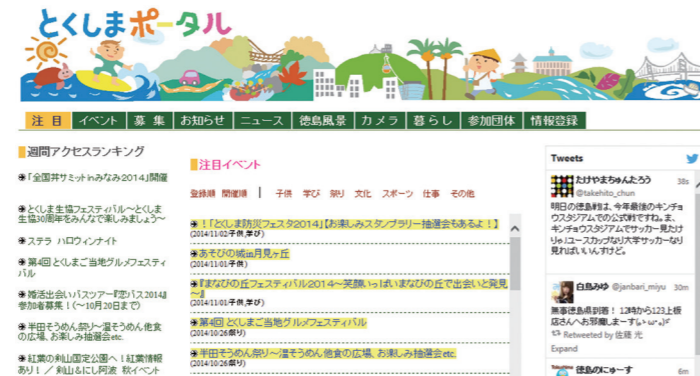 とくしまポータル
注目 イベント 募集 お知らせ ニュース 徳島風景 カメラ 暮らし 参加団体 情報登録
週間アクセスランキング
「全国丼サミットinみなみ2014」開催
とくしま生協フェスティバル～とくしま
生協30周年をみんなで楽しみましょう～
ステラ ハロウィンナイト
第4回 とくしまご当地グルメフェスティ
バル
婚活出会いバスツアー『恋バス2014』
参加者募集!(～10月20日まで)
半田そうめん祭り～温そうめん他食
の広場、お楽しみ抽選会etc.
紅葉の剣山国定公園へ!紅葉情報
あり! ／ 剣山&にし阿波 秋イベント
注目イベント
登録順 開催順 | 子供 学び 祭り 文化 スポーツ 仕事 その他
!「とくしま防災フェスタ2014」【お楽しみスタンプラリー抽選会もあるよ!】
(2014/11/02子供,学び)
あそびの城in月見ヶ丘
(2014/11/01子供)
『まなびの丘フェスティバル2014～笑顔いっぱいまなびの丘で出会いと発見
～』
(2014/11/01子供,学び)
第4回 とくしまご当地グルメフェスティバル
(2014/10/26祭り)
半田そうめん祭り～温そうめん他食の広場、お楽しみ抽選会etc.
(2014/10/26祭り)
Tweets
たけやまちゅんたろう 38s
@takehito_chun
明日の徳島戦は、今年最後のキンチョ
ウスタジアムでの公式戦ですね。ま、
キンチョウスタジアムでサッカー見たけ
りゃユースカップなり大学サッカーなり
見ればいいんすけど。
白鳥みゆ @janbari_miyu 30m
無事徳島県到着! 12時から123上板
店さんへお邪魔しまーす(๑>ω•๑)۶
Retweeted by 佐藤 光
Expand
徳島のにゅーす 6m